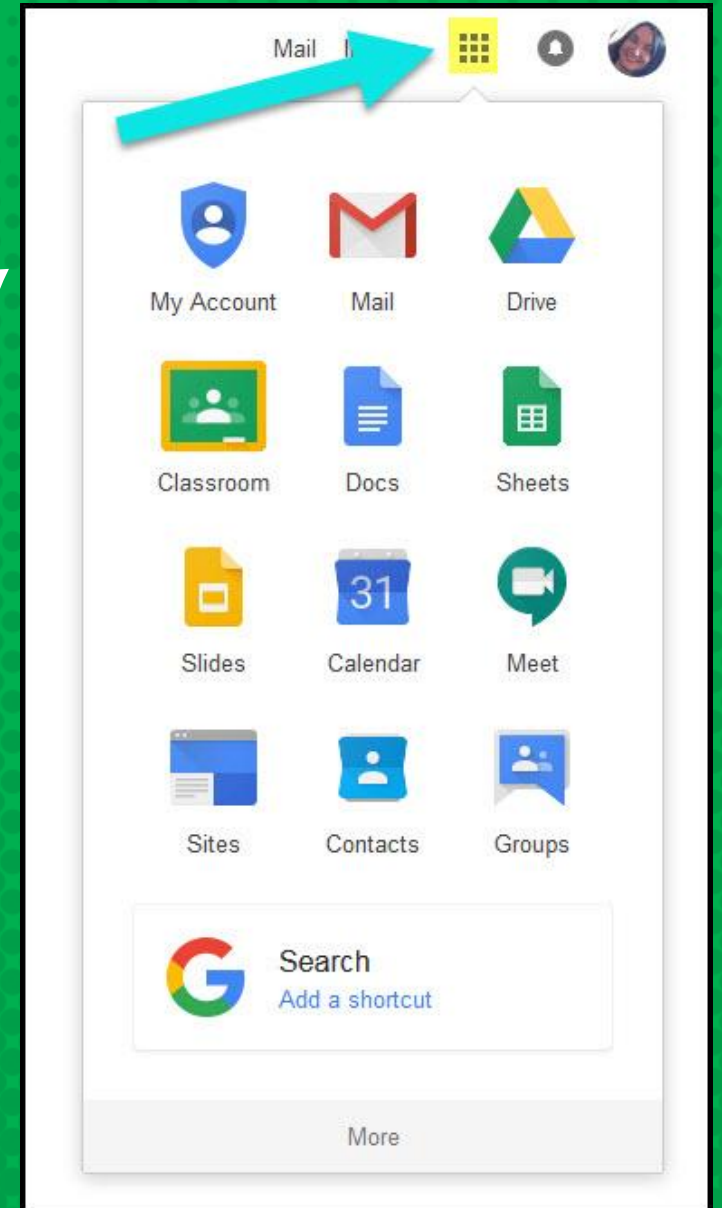 Mail
My Account Mail Drive
Classroom Docs Sheets
31
Slides Calendar Meet
Sites Contacts Groups
Search
Add a shortcut
More